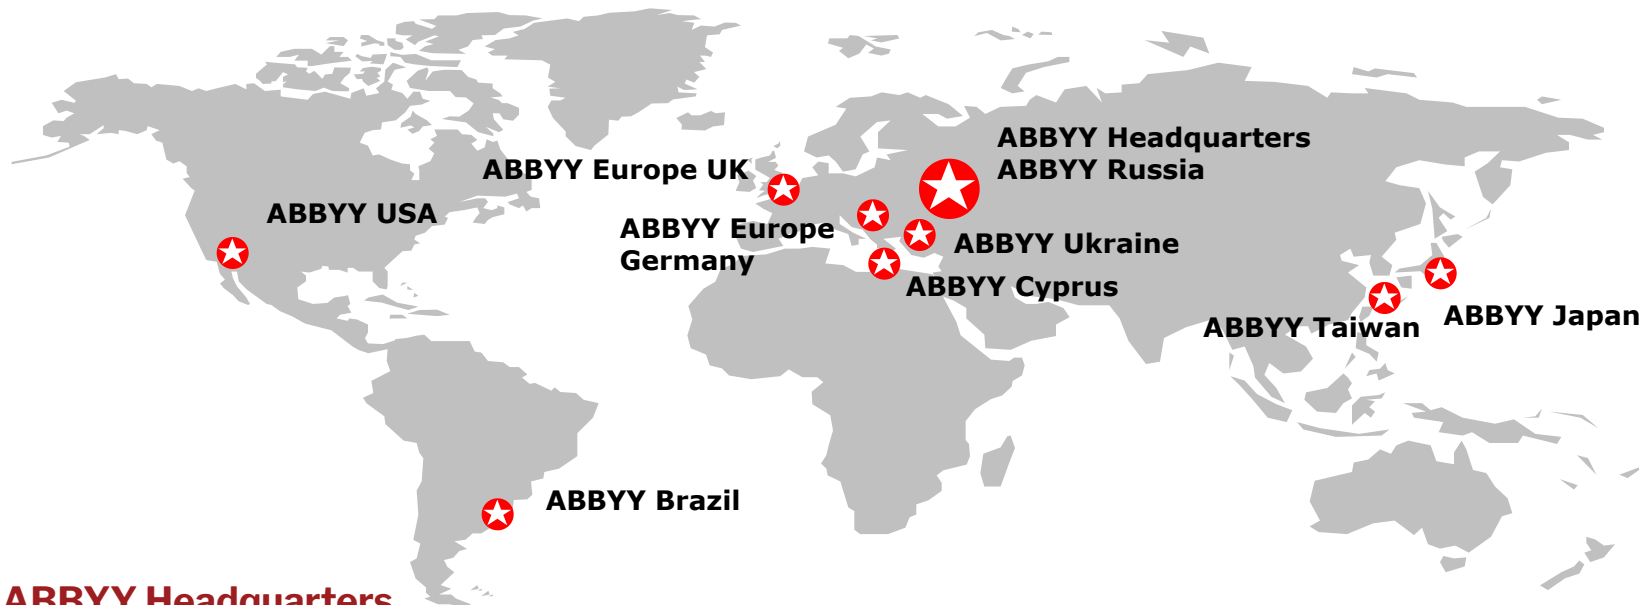 ABBYY Headquarters
ABBYY Russia
ABBYY Europe UK
ABBYY USA
ABBYY Europe
Germany
ABBYY Ukraine
ABBYY Cyprus
ABBYY Taiwan
ABBYY Japan
ABBYY Brazil
ABBYY Headquarters